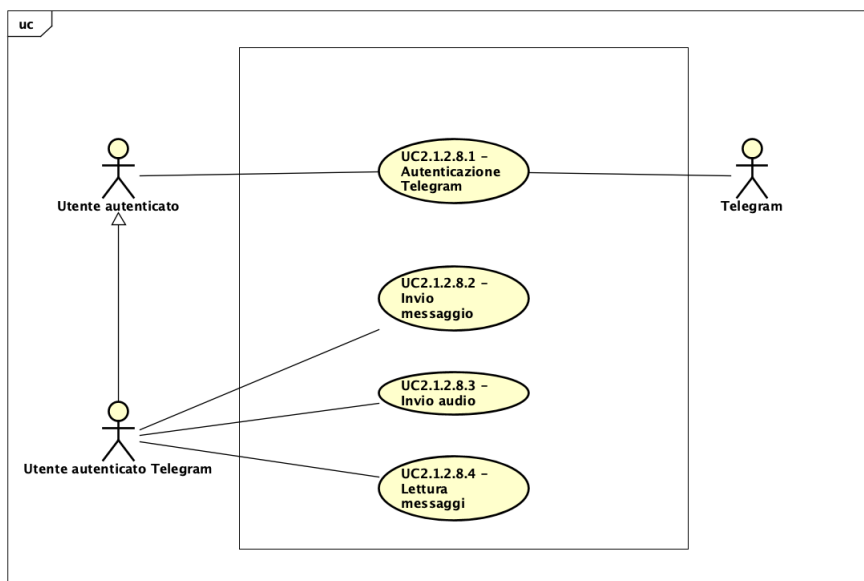 uc
UC2.1.2.8.1 –
Autenticazione
Telegram
Utente autenticato
Telegram
UC2.1.2.8.2 –
Invio
messaggio
UC2.1.2.8.3 –
Invio audio
Utente autenticato Telegram
UC2.1.2.8.4 –
Lettura
messaggi